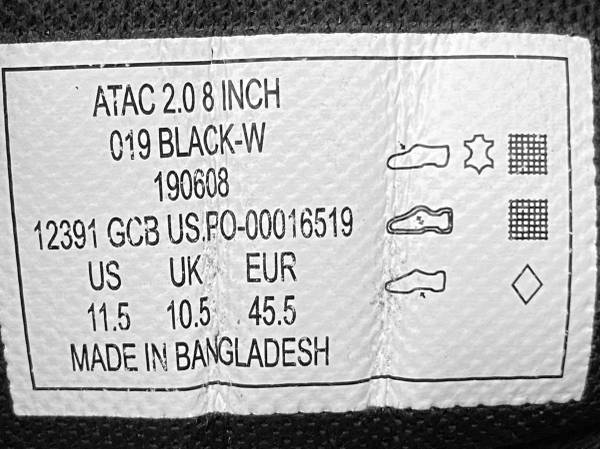 ATAC 2.0 8 INCH
019 BLACK-W
190608
12391 GCB US.PO-00016519
US UK EUR
11.5 10.5 45.5
MADE IN BANGLADESH